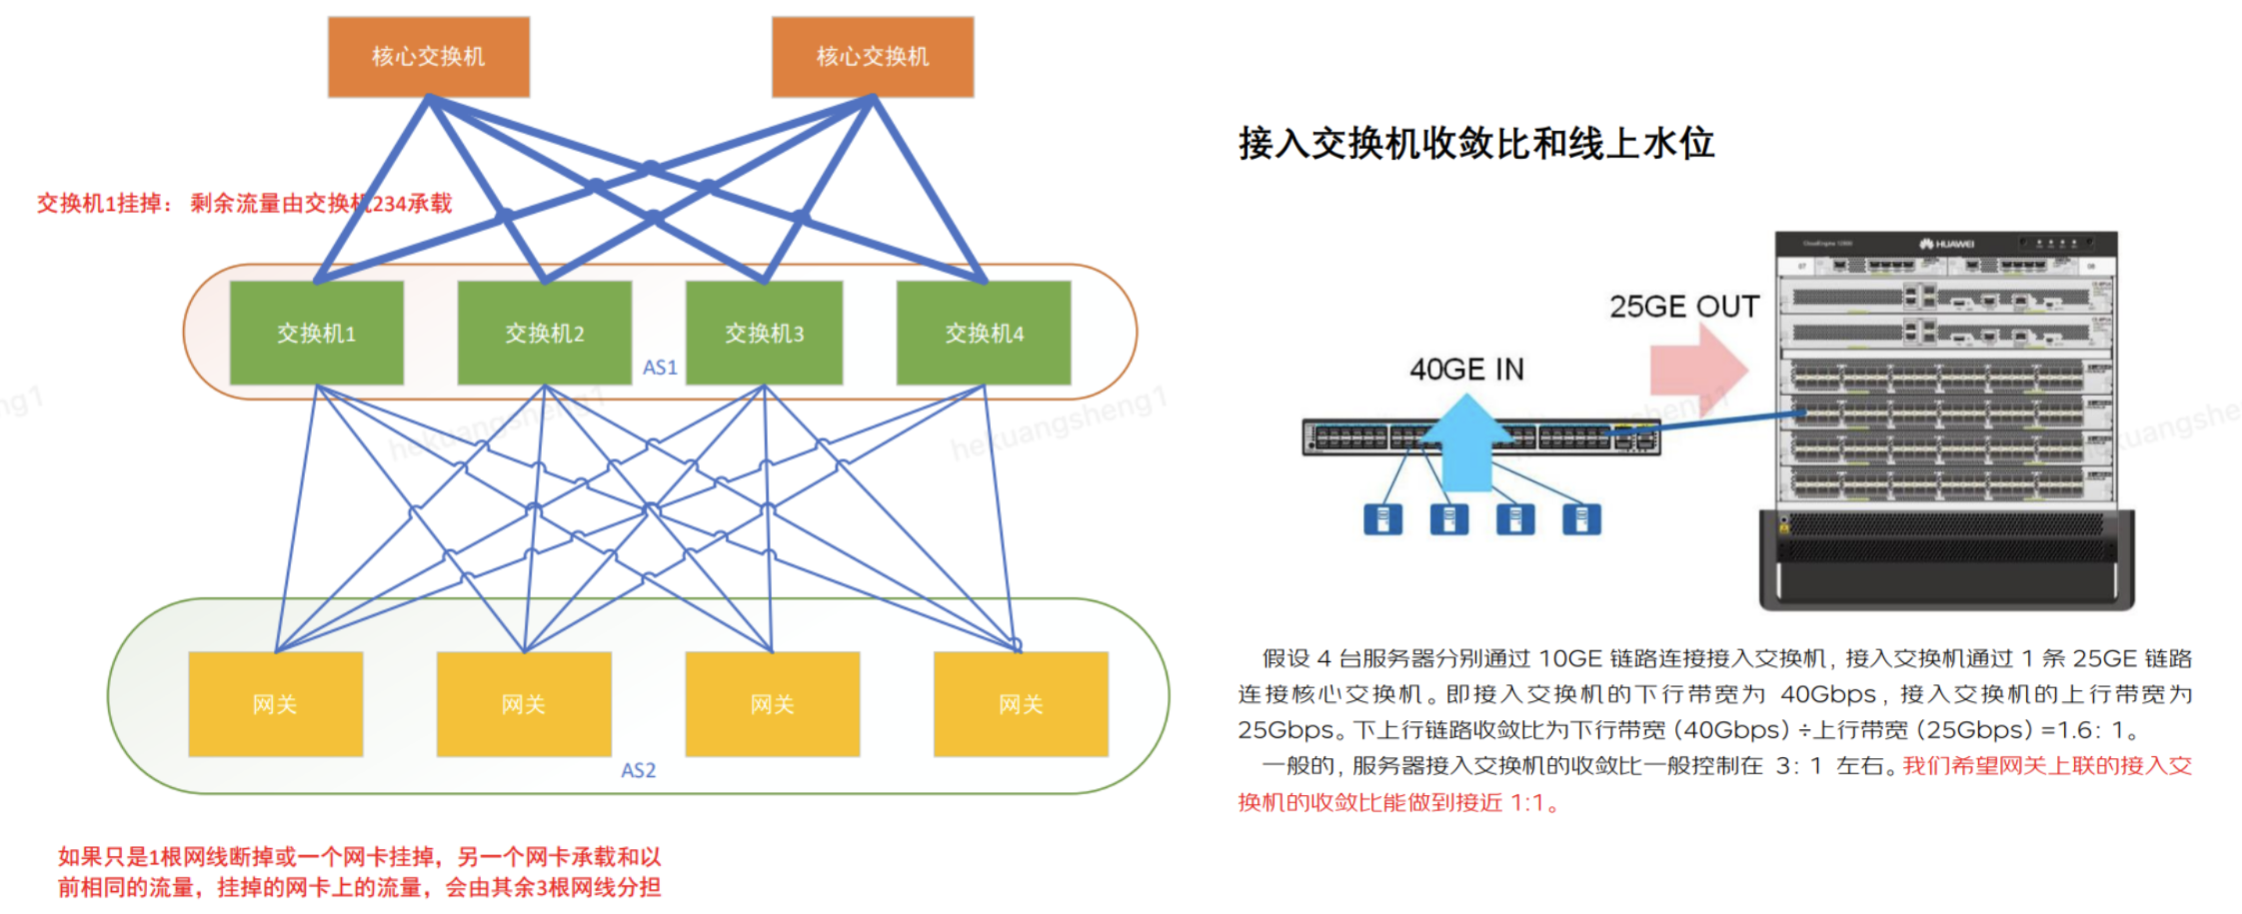 核心交换机
核心交换机
交换机1挂掉： 剩余流量由交换机234承载
交换机1
交换机2
交换机3
交换机4
AS1
网关
网关
网关
网关
AS2
如果只是1根网线断掉或一个网卡挂掉，另一个网卡承载和以
前相同的流量，挂掉的网卡上的流量，会由其余3根网线分担
接入交换机收敛比和线上水位
25GE OUT
40GE IN
HUAWEI
假设 4 台服务器分别通过 10GE 链路连接接入交换机，接入交换机通过 1 条 25GE 链路
连接核心交换机。即接入交换机的下行带宽为 40Gbps，接入交换机的上行带宽为
25Gbps。下上行链路收敛比为下行带宽（40Gbps）÷上行带宽（25Gbps）=1.6：1。
一般的，服务器接入交换机的收敛比一般控制在 3：1 左右。我们希望网关上联的接入交
换机的收敛比能做到接近 1:1。
hekuangsheng1
hekuangsheng1